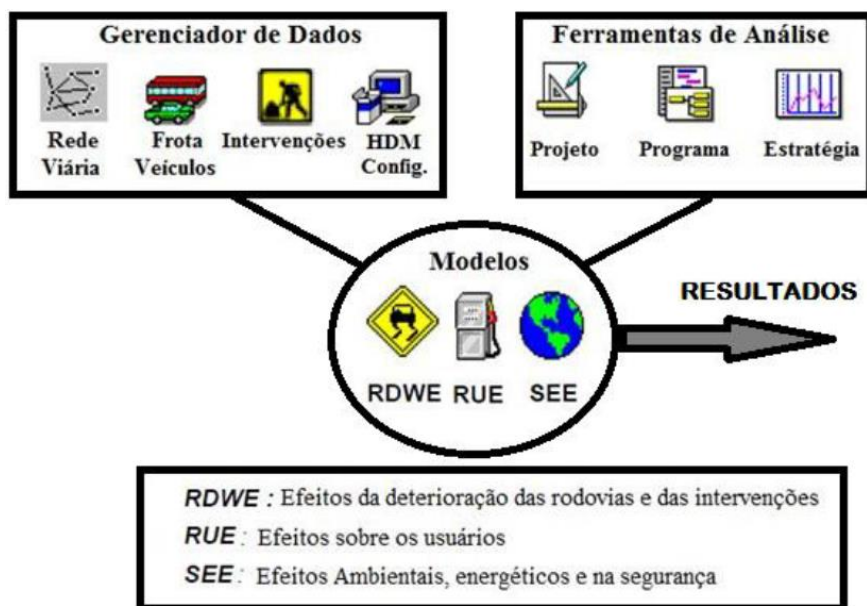 Gerenciador de Dados
Rede
Viária
Frota
Veículos
Intervenções
HDM
Config.
Ferramentas de Análise
Projeto
Programa
Estratégia
Modelos
RDWE RUE SEE
RESULTADOS
RDWE : Efeitos da deterioração das rodovias e das intervenções
RUE : Efeitos sobre os usuários
SEE : Efeitos Ambientais, energéticos e na segurança